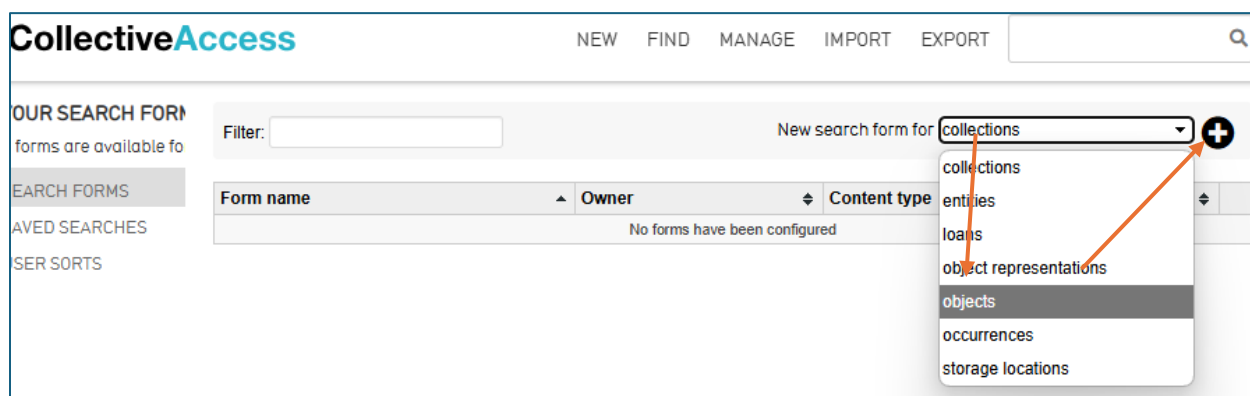 CollectiveAccess
NEW FIND MANAGE IMPORT EXPORT
OUR SEARCH FORM
forms are available fo
EARCH FORMS
AVED SEARCHES
SER SORTS
Filter:
New search form for collections
collections
entities
loans
object representations
objects
occurrences
storage locations
Form name Owner Content type
No forms have been configured